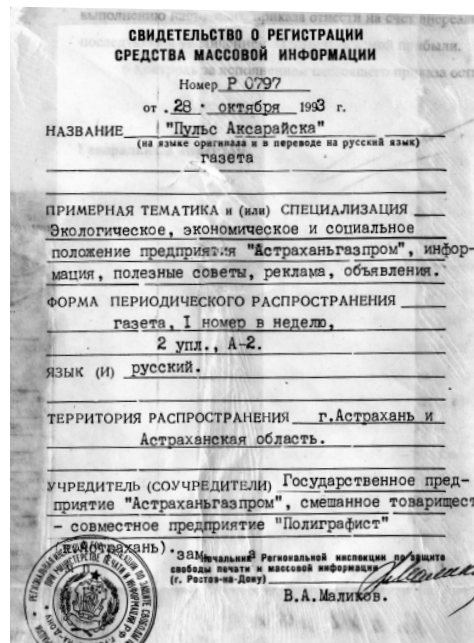 СВИДЕТЕЛЬСТВО О РЕГИСТРАЦИИ
СРЕДСТВА МАССОВОЙ ИНФОРМАЦИИ
Номер Р 0797
от .28 · октября 1993 г.
НАЗВАНИЕ "Пульс Аксарайска"
(на языке оригинала и в переводе на русский язык)
газета
ПРИМЕРНАЯ ТЕМАТИКА и (или) СПЕЦИАЛИЗАЦИЯ
Экологическое, экономическое и социальное
положение предприятия "Астраханьгазпром", инфор-
мация, полезные советы, реклама, объявления.
ФОРМА ПЕРИОДИЧЕСКОГО РАСПРОСТРАНЕНИЯ
газета, I номер в неделю,
2 упл., А-2.
ЯЗЫК (И) русский.
ТЕРРИТОРИЯ РАСПРОСТРАНЕНИЯ г.Астрахань и
Астраханская область.
УЧРЕДИТЕЛЬ (СОУЧРЕДИТЕЛИ) Государственное пред-
приятие "Астраханьгазпром", смешанное товарищест
- совместное предприятие "Полиграфист"
(г.Астрахань).
зам. Начальник Региональной инспекции по защите
свободы печати и массовой информации
(г. Ростов-на-Дону)
В.А.Маликов.